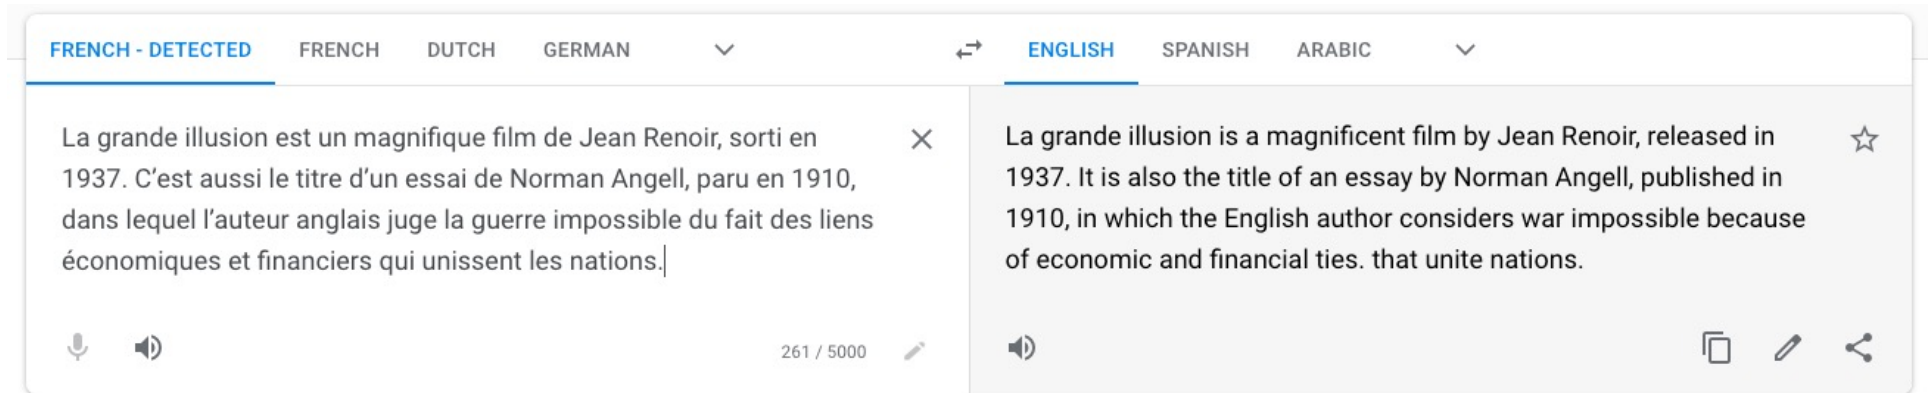 FRENCH - DETECTED FRENCH DUTCH GERMAN
ENGLISH SPANISH ARABIC
La grande illusion est un magnifique film de Jean Renoir, sorti en
1937. C’est aussi le titre d’un essai de Norman Angell, paru en 1910,
dans lequel l’auteur anglais juge la guerre impossible du fait des liens
économiques et financiers qui unissent les nations.
261 / 5000
La grande illusion is a magnificent film by Jean Renoir, released in
1937. It is also the title of an essay by Norman Angell, published in
1910, in which the English author considers war impossible because
of economic and financial ties. that unite nations.